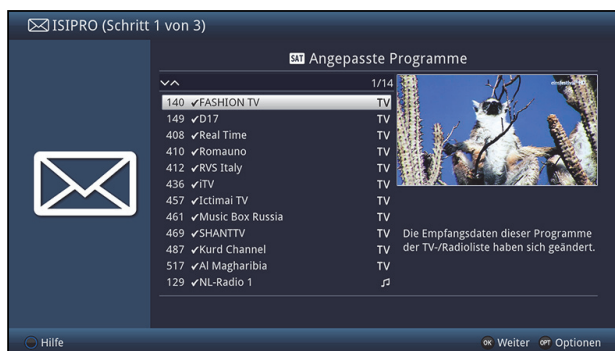 ISIPRO (Schritt 1 von 3)
SAT Angepasste Programme
1/14
140 ✔FASHION TV TV
149 ✔D17 TV
408 ✔Real Time TV
410 ✔Romauno TV
412 ✔RVS Italy TV
436 ✔iTV TV
457 ✔Ictimai TV TV
461 ✔Music Box Russia TV
469 ✔SHANTTV TV
487 ✔Kurd Channel TV
517 ✔Al Magharibia TV
129 ✔NL-Radio 1
Die Empfangsdaten dieser Programme
der TV-/Radioliste haben sich geändert.
Hilfe
OK Weiter OPT Optionen